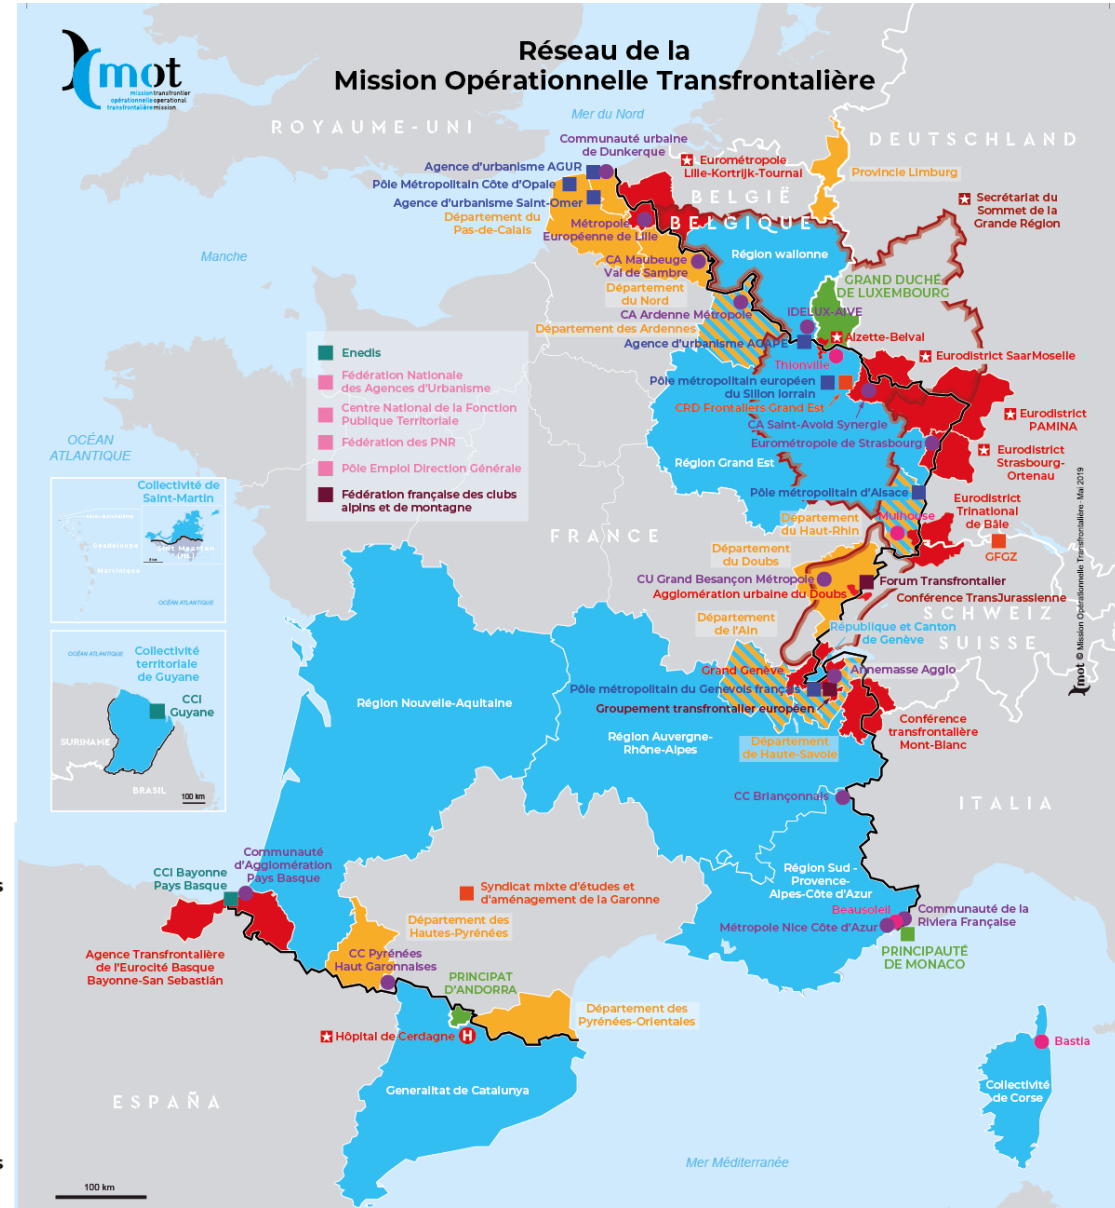 Réseau de la
Mission Opérationnelle Transfrontalière
mot
missiontransfrontier
opérationnelleoperational
transfrontalièremission
Mer du Nord
ROYAUME-UNI
DEUTSCHLAND
Communauté urbaine
de Dunkerque
Agence d'urbanisme AGUR
Pôle Métropolitain Côte d'Opale
Agence d'urbanisme Saint-Omer
Département du
Pas-de-Calais
Eurométropole
Lille-Kortrijk-Tournai
Provincie Limburg
BELGIË
BELGIQUE
Secrétariat du
Sommet de la
Grande Région
Métropole
Européenne de Lille
Manche
Région wallonne
CA Maubeuge
Val de Sambre
Département
du Nord
GRAND DUCHÉ
DE LUXEMBOURG
CA Ardenne Métropole
IDELUX-AIVE
Département des Ardennes
Agence d'urbanisme AGAPE
Alzette-Belval
Thionville
Eurodistrict SaarMoselle
Enedis
Fédération Nationale
des Agences d'Urbanisme
Centre National de la Fonction
Publique Territoriale
Fédération des PNR
Pôle Emploi Direction Générale
Fédération française des clubs
alpins et de montagne
Pôle métropolitain européen
du Sillon lorrain
CRD Frontaliers Grand Est
CA Saint-Avold Synergie
Eurométropole de Strasbourg
Eurodistrict
PAMINA
Région Grand Est
Eurodistrict
Strasbourg-
Ortenau
Pôle métropolitain d'Alsace
Mulhouse
Eurodistrict
Trinational
de Bâle
GFGZ
OCÉAN
ATLANTIQUE
Collectivité de
Saint-Martin
Guadeloupe
Sint Maarten
(NL)
Martinique
OCÉAN ATLANTIQUE
FRANCE
Département
du Haut-Rhin
Département
du Doubs
CU Grand Besançon Métropole
Agglomération urbaine du Doubs
Forum Transfrontalier
Conférence TransJurassienne
SCHWEIZ
SUISSE
mot © Mission Opérationnelle Transfrontalière - Mai 2019
Département
de l'Ain
République et Canton
de Genève
OCÉAN ATLANTIQUE
Collectivité
territoriale
de Guyane
CCI
Guyane
SURINAME
BRASIL
100 km
Grand Genève
Annemasse Agglo
Pôle métropolitain du Genevois français
Groupement transfrontalier européen
Région Nouvelle-Aquitaine
Région Auvergne-
Rhône-Alpes
Département
de Haute-Savoie
Conférence
transfrontalière
Mont-Blanc
CC Briançonnais
ITALIA
Communauté
d'Agglomération
Pays Basque
CCI Bayonne
Pays Basque
Syndicat mixte d'études et
d'aménagement de la Garonne
Région Sud -
Provence-
Alpes-Côte d'Azur
Beausoleil
Communauté de la
Riviera Française
Métropole Nice Côte d'Azur
Département des
Hautes-Pyrénées
Agence Transfrontalière
de l'Eurocité Basque
Bayonne-San Sebastián
CC Pyrénées
Haut Garonnaises
PRINCIPAUTÉ
DE MONACO
PRINCIPAT
D'ANDORRA
Département des
Pyrénées-Orientales
Hôpital de Cerdagne
H
Bastia
Generalitat de Catalunya
Collectivité
de Corse
ESPAÑA
Mer Méditerranée
100 km